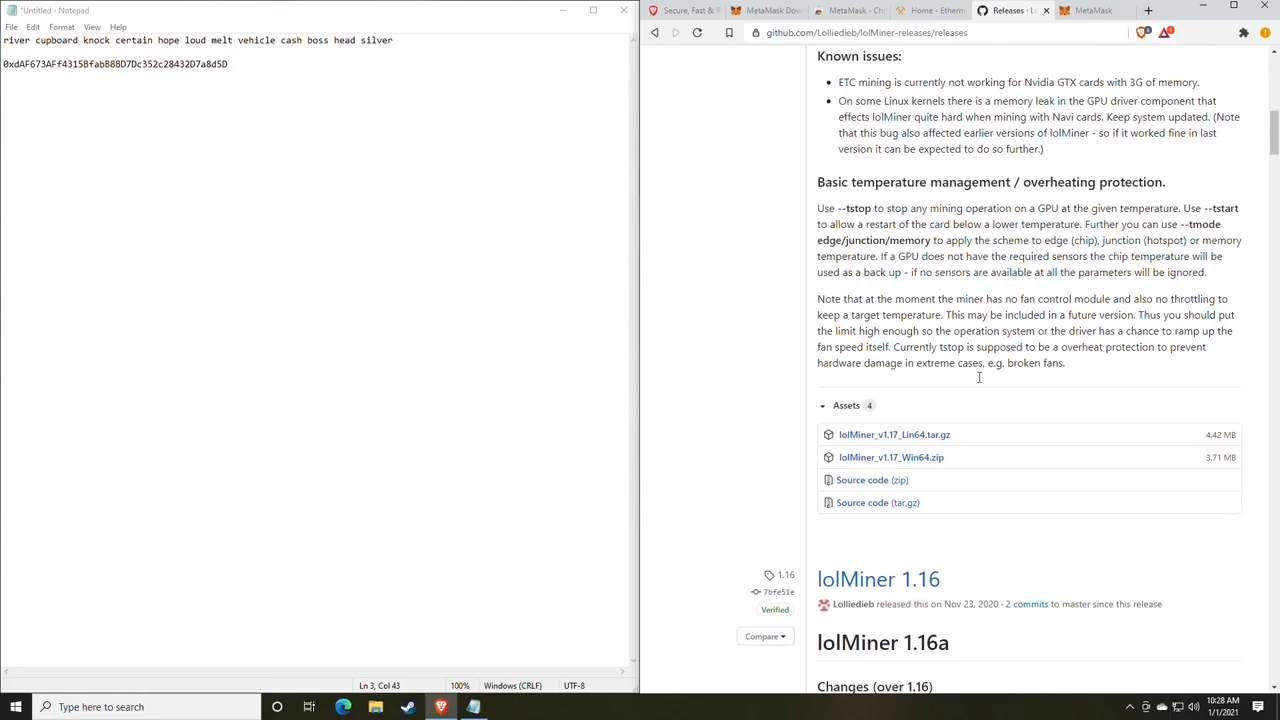 *Untitled - Notepad
File Edit Format View Help
river cupboard knock certain hope loud melt vehicle cash boss head silver
0xdAF673AFf4315BfabB8BD7Dc352c28432D7a8d5D
Ln 3, Col 43 100% Windows (CRLF) UTF-8
Secure, Fast & P
MetaMask Dow
MetaMask - Ch
Home - Etherm
Releases · L
MetaMask
github.com/Lolliedieb/lolMiner-releases/releases
Known issues:
ETC mining is currently not working for Nvidia GTX cards with 3G of memory.
On some Linux kernels there is a memory leak in the GPU driver component that
effects lolMiner quite hard when mining with Navi cards. Keep system updated. (Note
that this bug also affected earlier versions of lolMiner - so if it worked fine in last
version it can be expected to do so further.)
Basic temperature management / overheating protection.
Use --tstop to stop any mining operation on a GPU at the given temperature. Use --tstart
to allow a restart of the card below a lower temperature. Further you can use --tmode
edge/junction/memory to apply the scheme to edge (chip), junction (hotspot) or memory
temperature. If a GPU does not have the required sensors the chip temperature will be
used as a back up - if no sensors are available at all the parameters will be ignored.
Note that at the moment the miner has no fan control module and also no throttling to
keep a target temperature. This may be included in a future version. Thus you should put
the limit high enough so the operation system or the driver has a chance to ramp up the
fan speed itself. Currently tstop is supposed to be a overheat protection to prevent
hardware damage in extreme cases, e.g. broken fans.
Assets 4
lolMiner_v1.17_Lin64.tar.gz 4.42 MB
lolMiner_v1.17_Win64.zip 3.71 MB
Source code (zip)
Source code (tar.gz)
1.16
7bfe51e
Verified
Compare
lolMiner 1.16
Lolliedieb released this on Nov 23, 2020 · 2 commits to master since this release
lolMiner 1.16a
Changes (over 1.16)
Type here to search
10:28 AM
1/1/2021